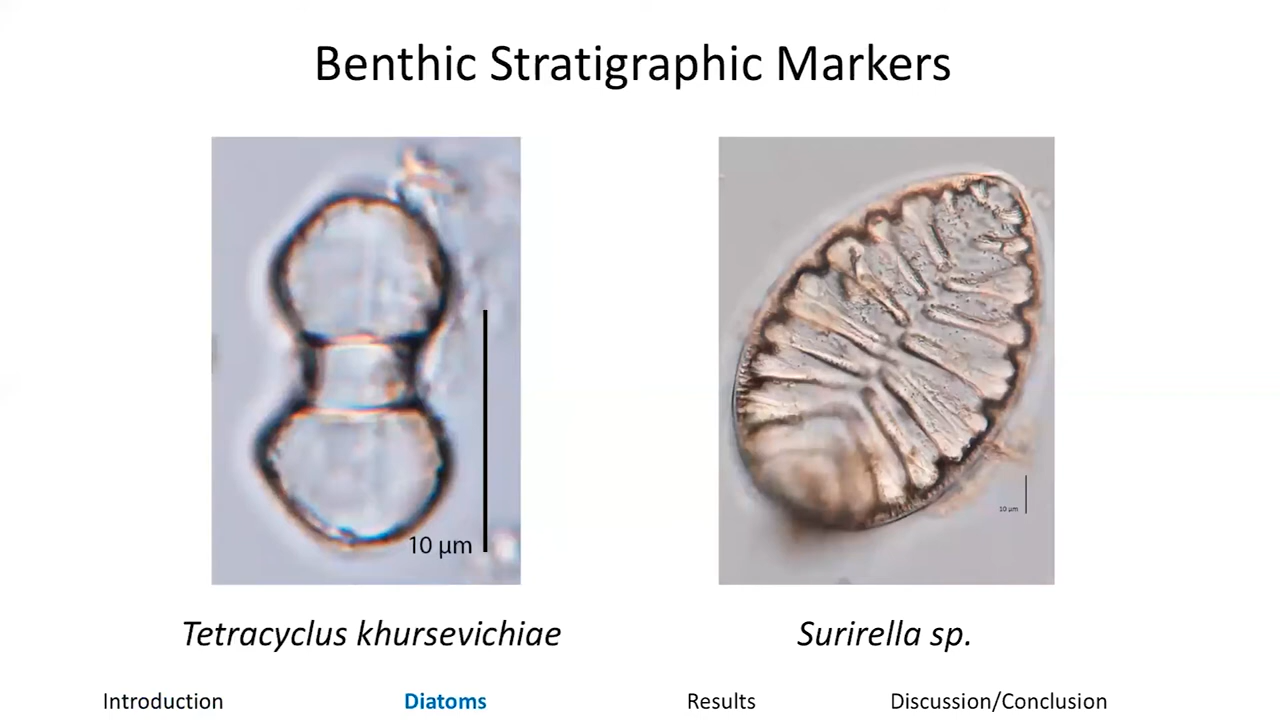 Benthic Stratigraphic Markers
10 µm
10 µm
Tetracyclus khursevichiae
Surirella sp.
Introduction
Diatoms
Results
Discussion/Conclusion